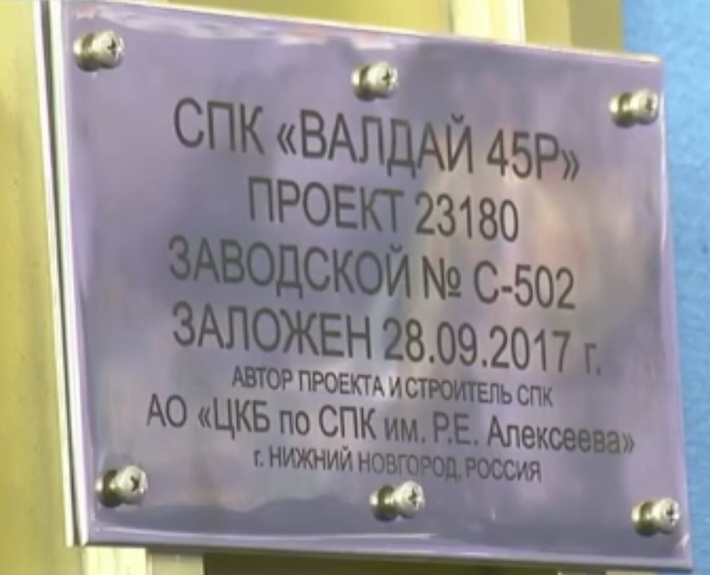 СПК «ВАЛДАЙ 45Р»
ПРОЕКТ 23180
ЗАВОДСКОЙ № С-502
ЗАЛОЖЕН 28.09.2017 г.
АВТОР ПРОЕКТА И СТРОИТЕЛЬ СПК
АО «ЦКБ по СПК им. Р.Е. Алексеева»
г. НИЖНИЙ НОВГОРОД, РОССИЯ